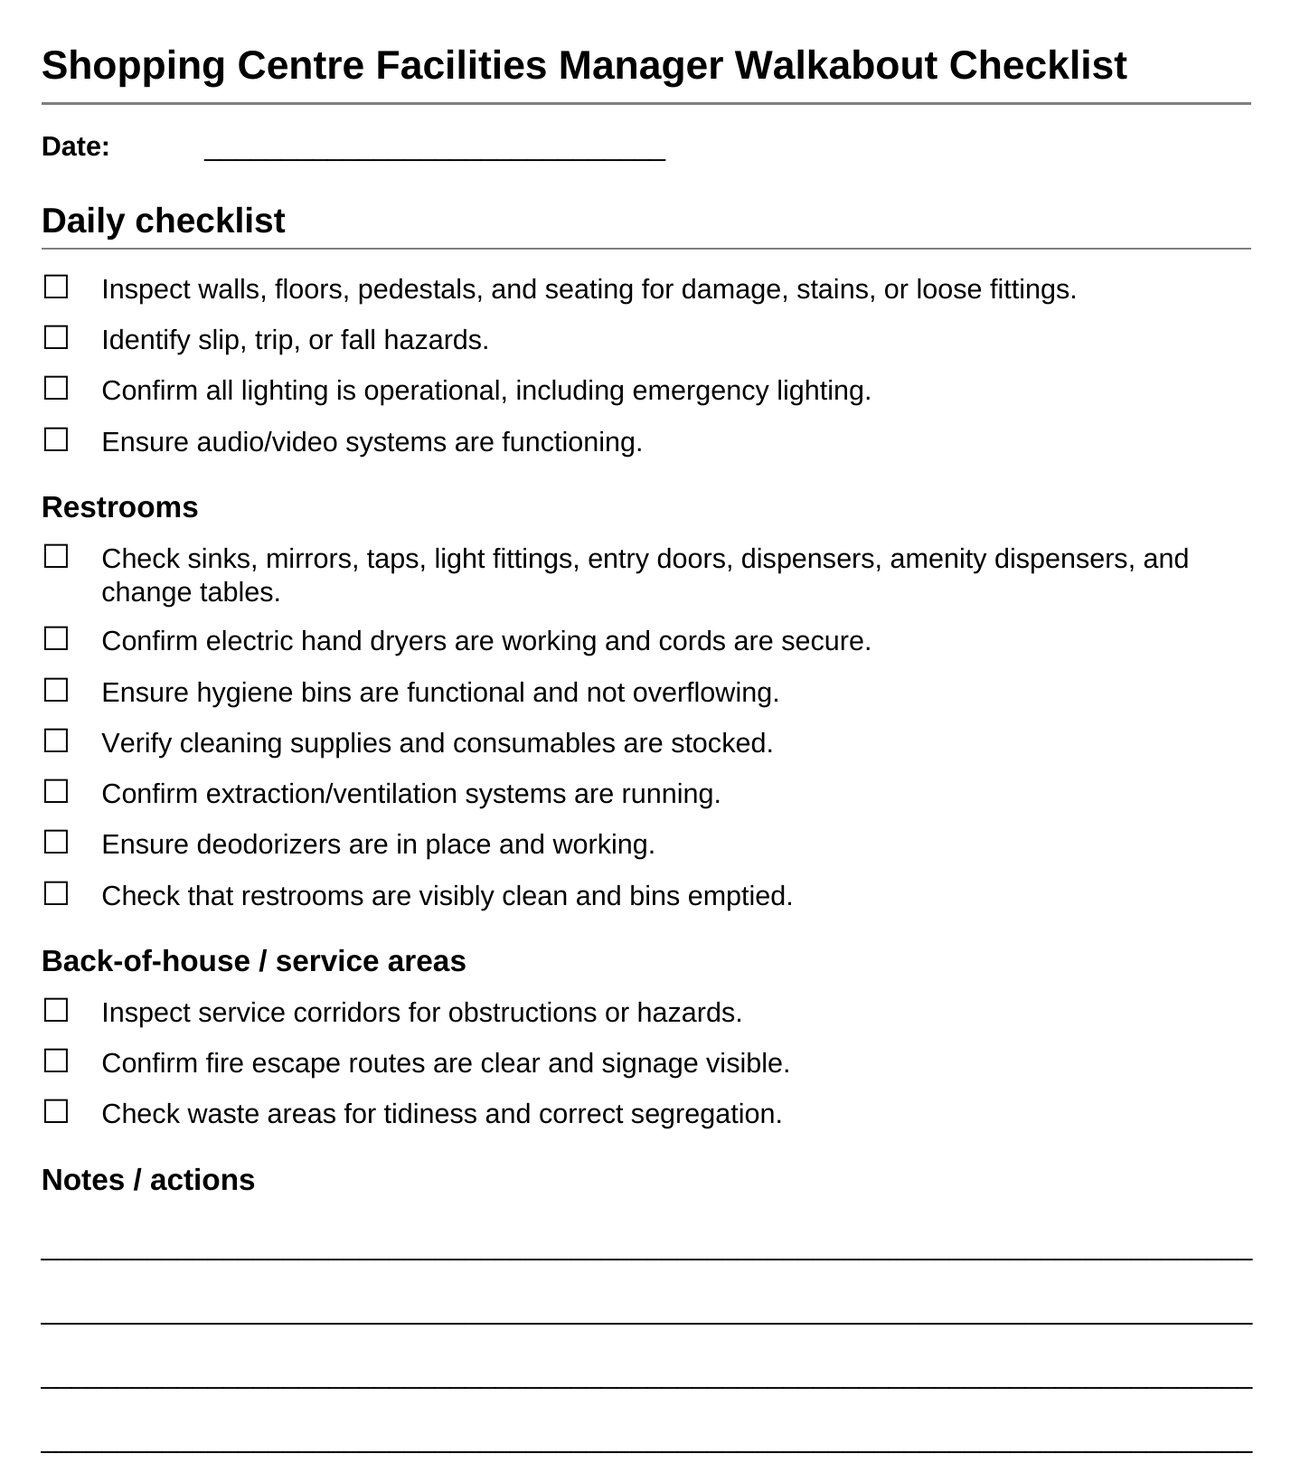 Shopping Centre Facilities Manager Walkabout Checklist
Date:
Daily checklist
☐ Inspect walls, floors, pedestals, and seating for damage, stains, or loose fittings.
☐ Identify slip, trip, or fall hazards.
☐ Confirm all lighting is operational, including emergency lighting.
☐ Ensure audio/video systems are functioning.
Restrooms
☐ Check sinks, mirrors, taps, light fittings, entry doors, dispensers, amenity dispensers, and
change tables.
☐ Confirm electric hand dryers are working and cords are secure.
☐ Ensure hygiene bins are functional and not overflowing.
☐ Verify cleaning supplies and consumables are stocked.
☐ Confirm extraction/ventilation systems are running.
☐ Ensure deodorizers are in place and working.
☐ Check that restrooms are visibly clean and bins emptied.
Back-of-house / service areas
☐ Inspect service corridors for obstructions or hazards.
☐ Confirm fire escape routes are clear and signage visible.
☐ Check waste areas for tidiness and correct segregation.
Notes / actions